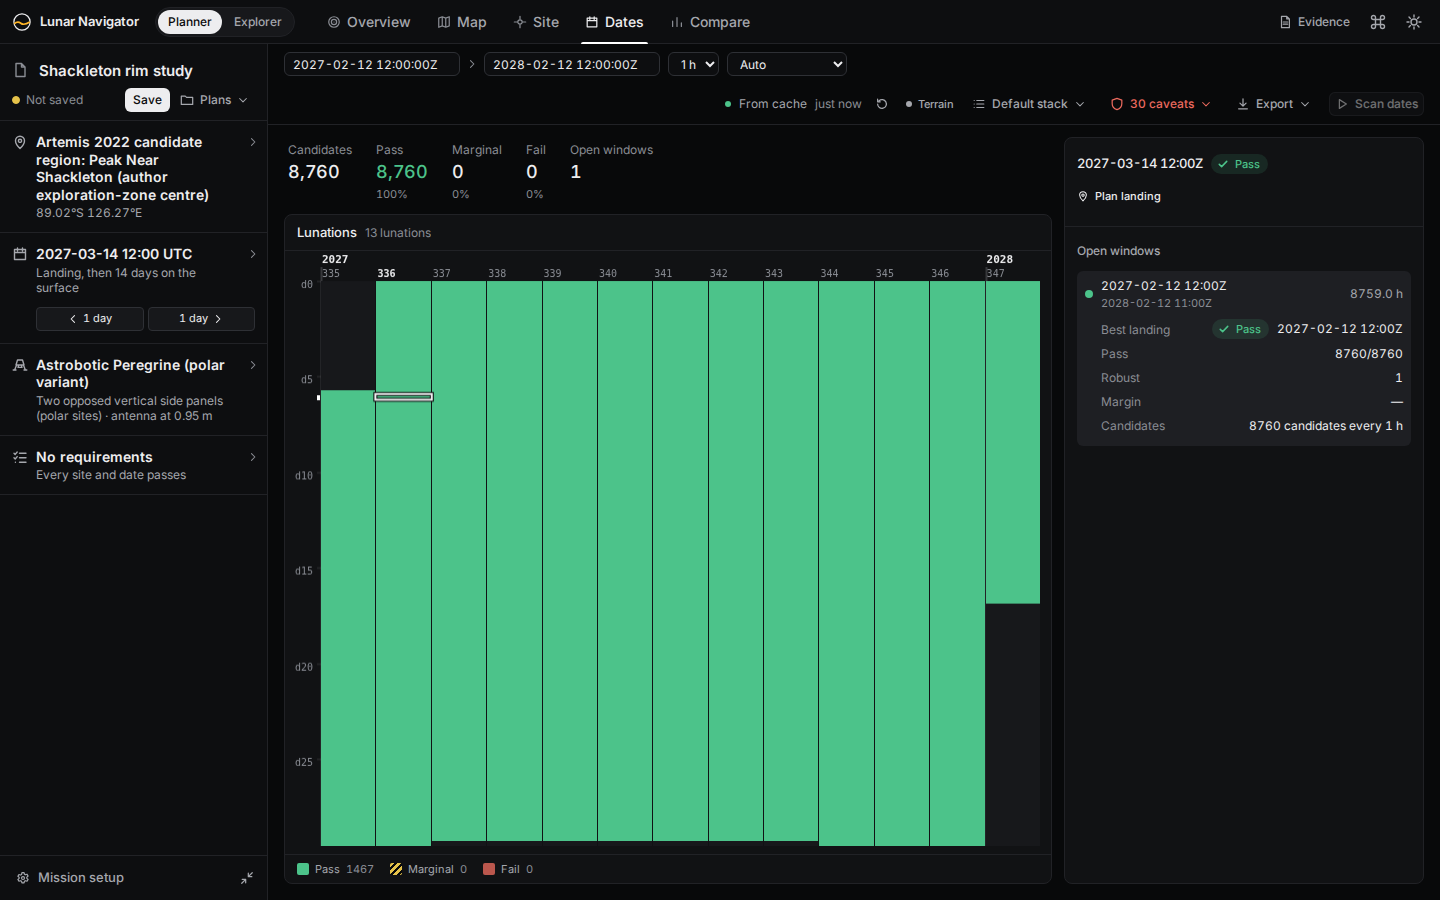 Lunar Navigator
Planner
Explorer
Overview
Map
Site
Dates
Compare
Evidence
Shackleton rim study
Not saved
Save
Plans
Artemis 2022 candidate
region: Peak Near
Shackleton (author
exploration-zone centre)
89.02°S 126.27°E
2027-03-14 12:00 UTC
Landing, then 14 days on the
surface
1 day
1 day
Astrobotic Peregrine (polar
variant)
Two opposed vertical side panels
(polar sites) · antenna at 0.95 m
No requirements
Every site and date passes
Mission setup
2027-02-12 12:00:00Z
2028-02-12 12:00:00Z
1 h
Auto
From cache just now
Terrain
Default stack
30 caveats
Export
Scan dates
Candidates
8,760
Pass
8,760
100%
Marginal
0
0%
Fail
0
0%
Open windows
1
Lunations 13 lunations
2027 2028
335 336 337 338 339 340 341 342 343 344 345 346 347
d0
d5
d10
d15
d20
d25
Pass 1467 Marginal 0 Fail 0
2027-03-14 12:00Z Pass
Plan landing
Open windows
2027-02-12 12:00Z
2028-02-12 11:00Z
8759.0 h
Best landing Pass 2027-02-12 12:00Z
Pass 8760/8760
Robust 1
Margin —
Candidates 8760 candidates every 1 h